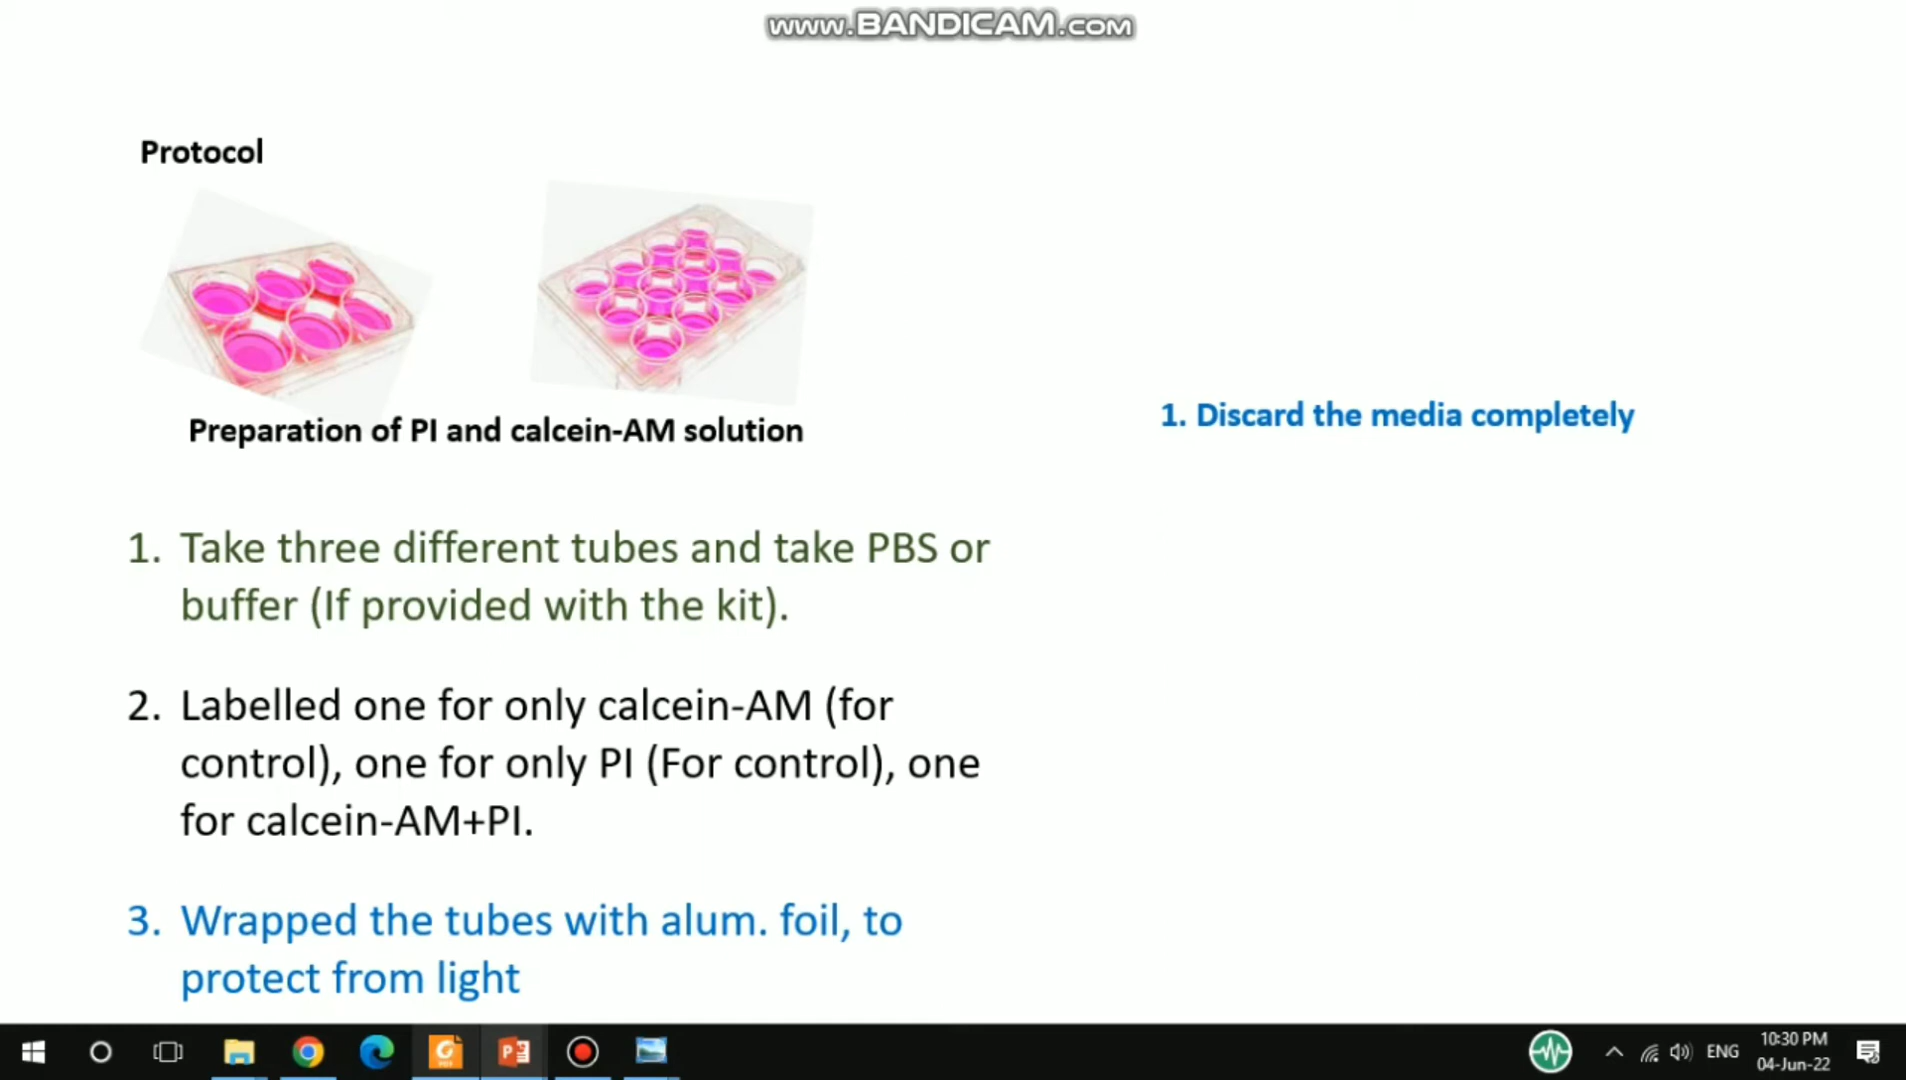 www.BANDICAM.com
Protocol
Preparation of PI and calcein-AM solution
1. Discard the media completely
1. Take three different tubes and take PBS or
buffer (If provided with the kit).
2. Labelled one for only calcein-AM (for
control), one for only PI (For control), one
for calcein-AM+PI.
3. Wrapped the tubes with alum. foil, to
protect from light
ENG
10:30 PM
04-Jun-22